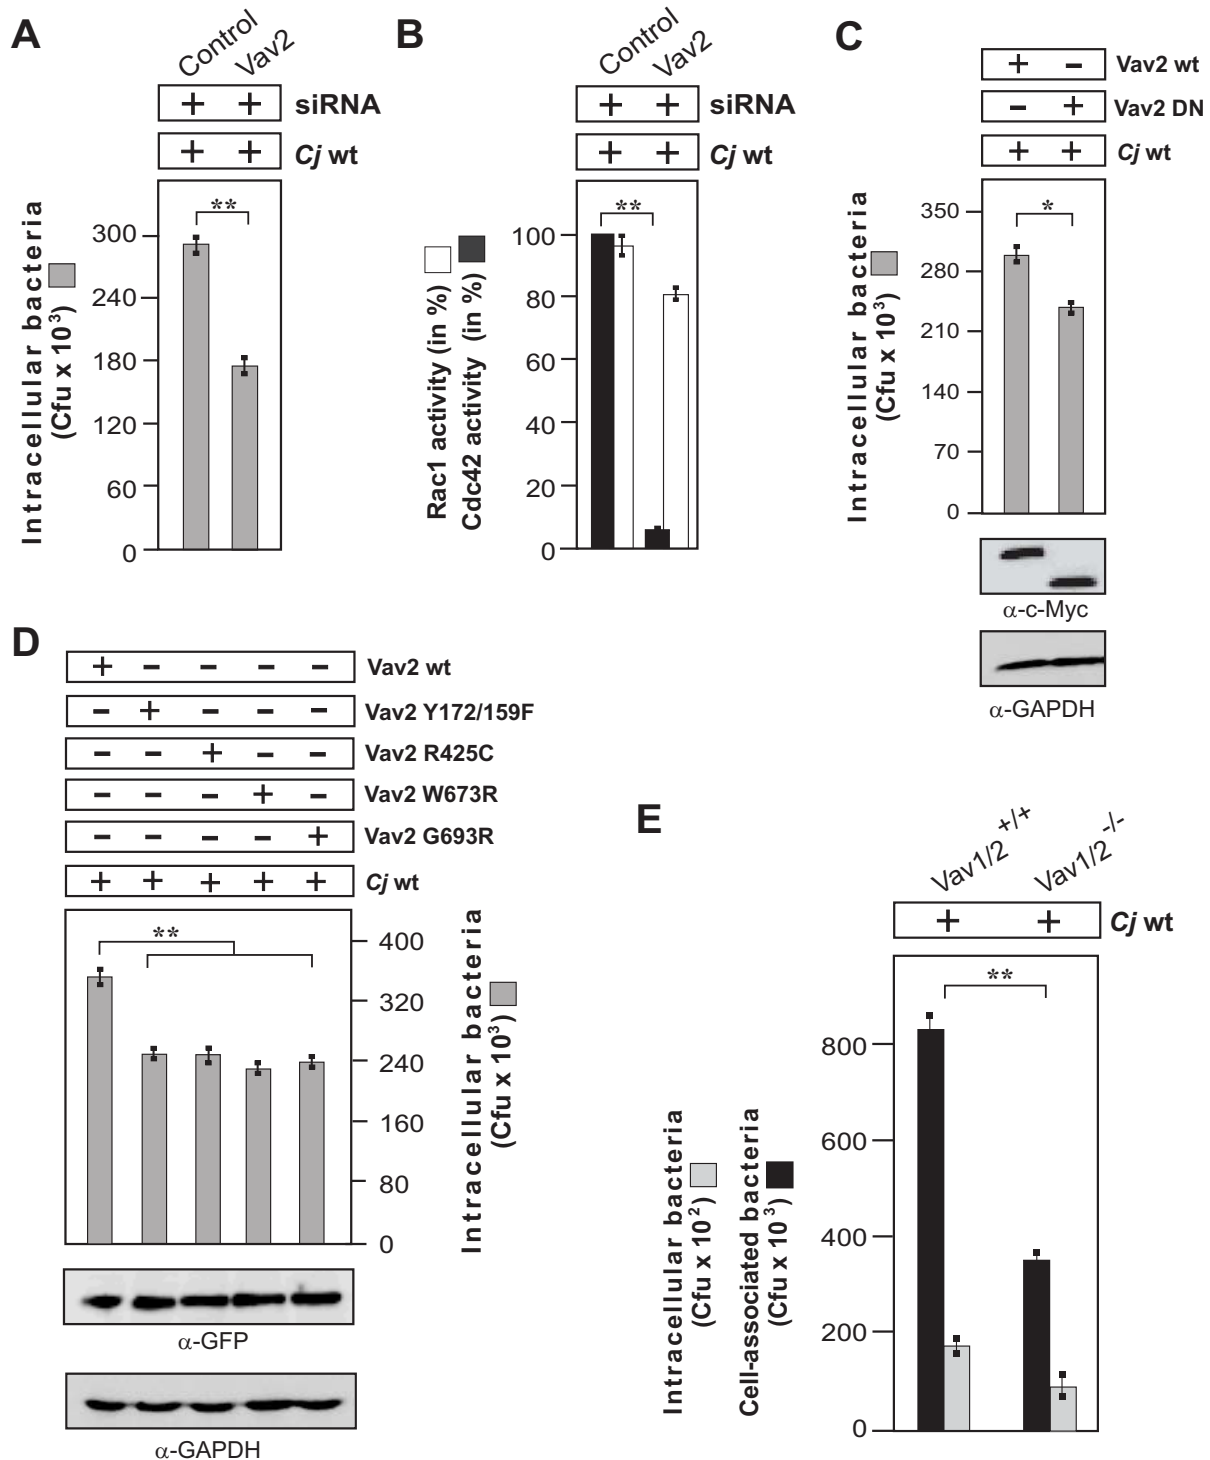 A
Control
Vav2
+ + siRNA
+ + Cj wt
**
Intracellular bacteria
(Cfu x 10³)
300
240
180
120
60
0
B
Control
Vav2
+ + siRNA
+ + Cj wt
**
Rac1 activity (in %)
Cdc42 activity (in %)
100
80
60
40
20
0
C
+ − Vav2 wt
− + Vav2 DN
+ + Cj wt
*
Intracellular bacteria
(Cfu x 10³)
350
280
210
140
70
0
α-c-Myc
α-GAPDH
D
+ − − − − Vav2 wt
− + − − − Vav2 Y172/159F
− − + − − Vav2 R425C
− − − + − Vav2 W673R
− − − − + Vav2 G693R
+ + + + + Cj wt
**
400
320
240
160
80
0
Intracellular bacteria
(Cfu x 10³)
α-GFP
α-GAPDH
E
Vav1/2⁺/⁺
Vav1/2⁻/⁻
+ + Cj wt
**
Intracellular bacteria
(Cfu x 10²)
Cell-associated bacteria
(Cfu x 10³)
800
600
400
200
0